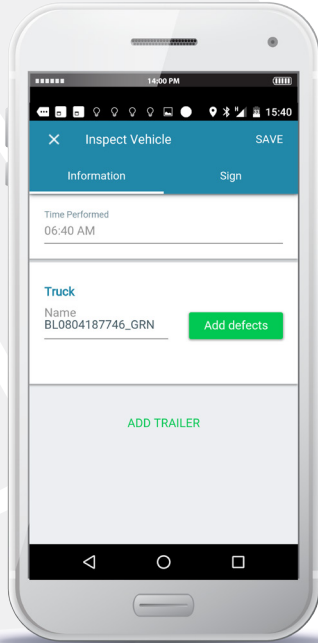 14:00 PM
15:40
Inspect Vehicle SAVE
Information Sign
Time Performed
06:40 AM
Truck
Name
BL0804187746_GRN
Add defects
ADD TRAILER